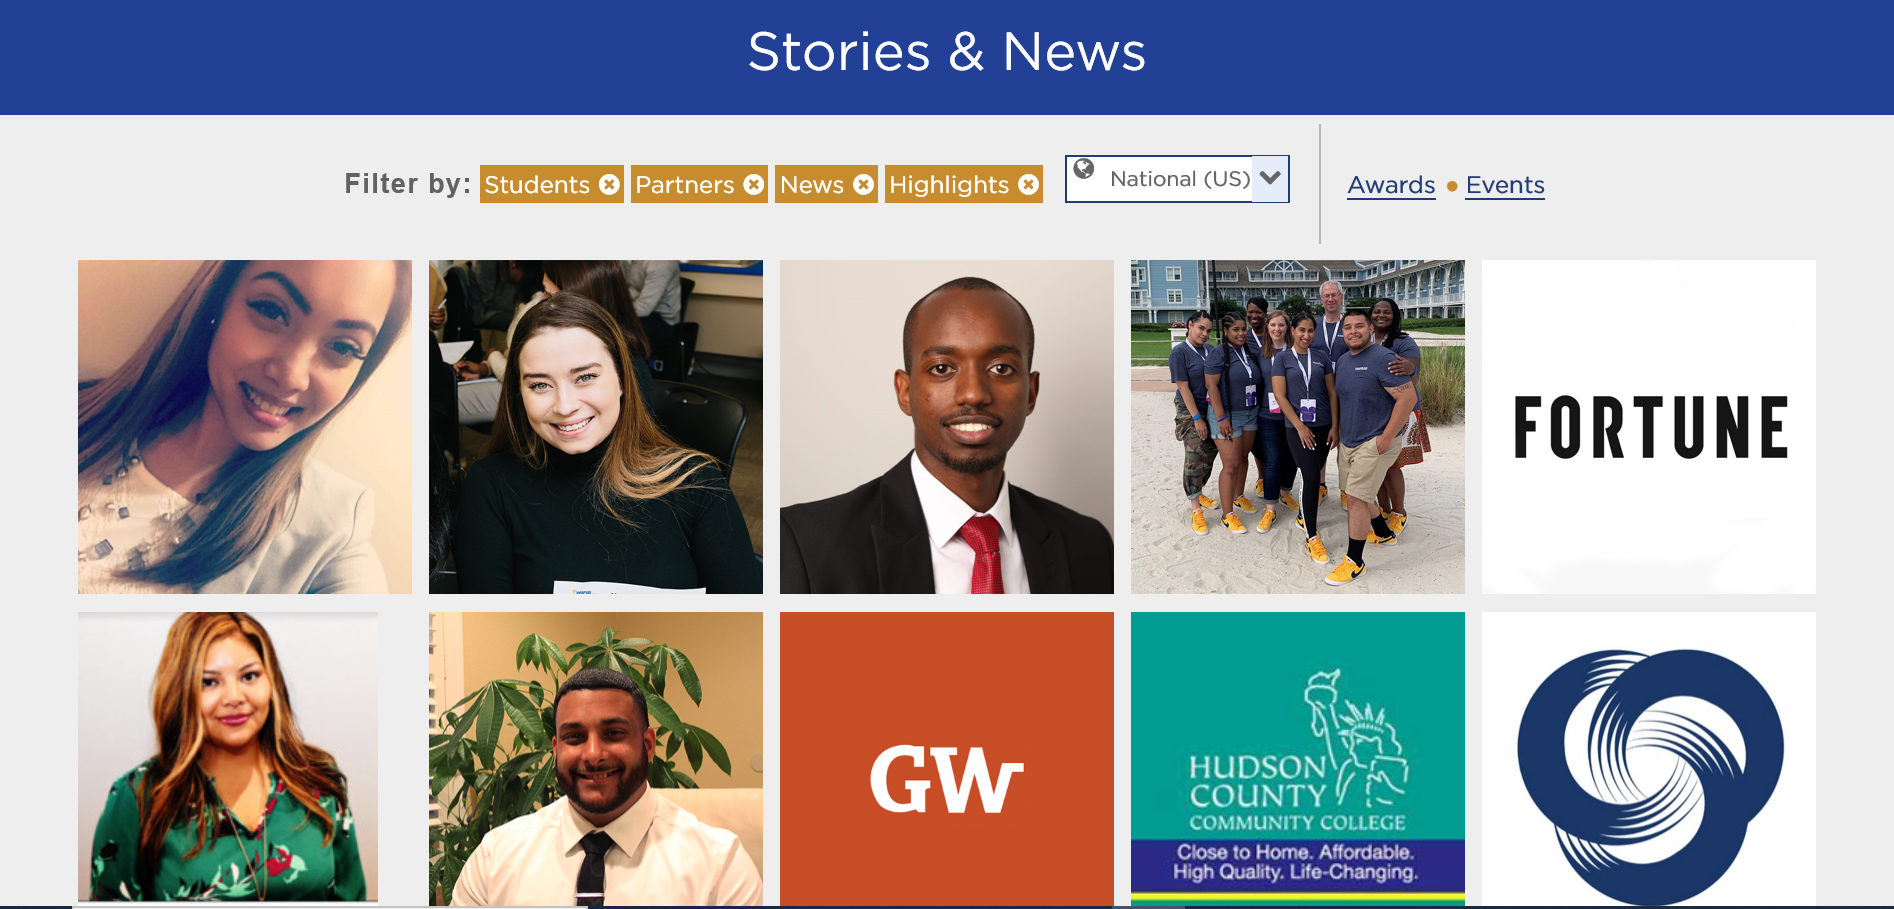 Stories & News
Filter by: Students Partners News Highlights National (US) Awards Events
FORTUNE
GW
HUDSON
COUNTY
COMMUNITY COLLEGE
Close to Home. Affordable.
High Quality. Life-Changing.